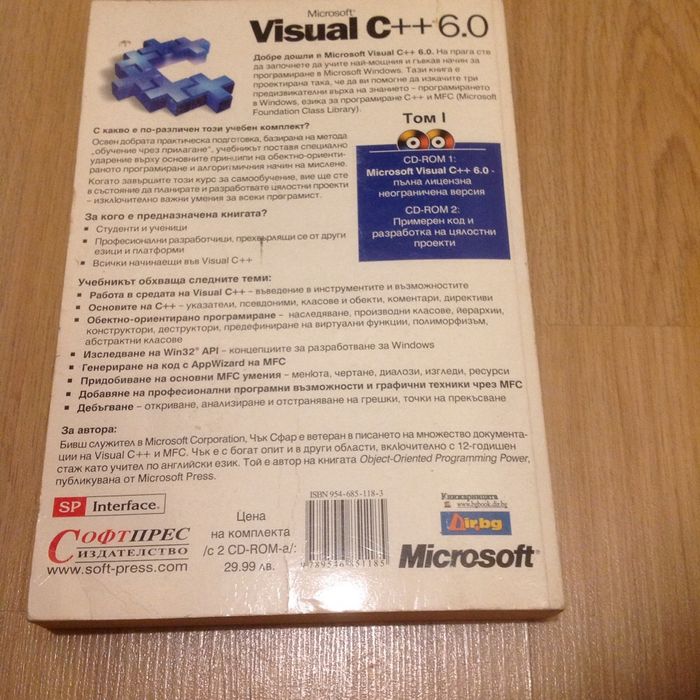 Microsoft®
Visual C++ 6.0
Добре дошли в Microsoft Visual C++ 6.0. На прага сте
да започнете да учите най-мощния и гъвкав начин за
програмиране в Microsoft Windows. Тази книга е
проектирана така, че да ви помогне да изкачите три
предизвикателни върха на знанието – програмирането
в Windows, езика за програмиране C++ и MFC (Microsoft
Foundation Class Library).
С какво е по-различен този учебен комплект?
Освен добрата практическа подготовка, базирана на метода
„обучение чрез прилагане", учебникът поставя специално
ударение върху основните принципи на обектно-ориенти-
раното програмиране и алгоритмичния начин на мислене.
Когато завършите този курс за самообучение, вие ще сте
в състояние да планирате и разработвате цялостни проекти
– изключително важни умения за всеки програмист.
За кого е предназначена книгата?
▪ Студенти и ученици
▪ Професионални разработчици, прехвърлящи се от други
езици и платформи
▪ Всички начинаещи във Visual C++
Том I
CD-ROM 1:
Microsoft Visual C++ 6.0 -
пълна лицензна
неограничена версия
CD-ROM 2:
Примерен код и
разработка на цялостни
проекти
Учебникът обхваща следните теми:
▪ Работа в средата на Visual C++ – въведение в инструментите и възможностите
▪ Основите на C++ – указатели, псевдоними, класове и обекти, коментари, директиви
▪ Обектно-ориентирано програмиране – наследяване, производни класове, йерархии,
конструктори, деструктори, предефиниране на виртуални функции, полиморфизъм,
абстрактни класове
▪ Изследване на Win32® API – концепциите за разработване за Windows
▪ Генериране на код с AppWizard на MFC
▪ Придобиване на основни MFC умения – менюта, чертане, диалози, изгледи, ресурси
▪ Добавяне на професионални програмни възможности и графични техники чрез MFC
▪ Дебъгване – откриване, анализиране и отстраняване на грешки, точки на прекъсване
За автора:
Бивш служител в Microsoft Corporation, Чък Сфар е ветеран в писането на множество документа-
ции на Visual C++ и MFC. Чък е с богат опит и в други области, включително с 12-годишен
стаж като учител по английски език. Той е автор на книгата Object-Oriented Programming Power,
публикувана от Microsoft Press.
SP Interface®
СОФТПРЕС
ИЗДАТЕЛСТВО
www.soft-press.com
Цена
на комплекта
/с 2 CD-ROM-а/:
29.99 лв.
ISBN 954-685-118-3
9789546851185
Книжарницата
www.bgbook.dir.bg
Dir.bg
Microsoft®